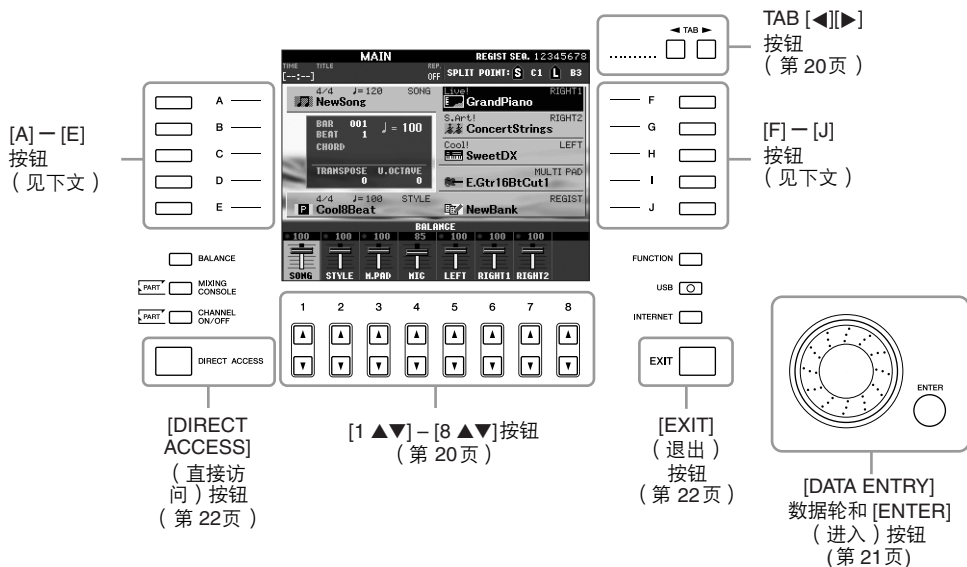 TAB [◀][▶]
按钮
（第20页）
◀ TAB ▶
MAIN
REGIST SEQ. 12345678
TIME TITLE REP.
[--:--] OFF SPLIT POINT: S C1 L B3
4/4 ♩=120 SONG
NewSong
Live! RIGHT1
GrandPiano
BAR 001
BEAT 1
♩=100
CHORD
S.Art! RIGHT2
ConcertStrings
Cool! LEFT
SweetDX
TRANSPOSE U.OCTAVE
0 0
MULTI PAD
E.Gtr16BtCut1
4/4 ♩=100 STYLE
P Cool8Beat
REGIST
NewBank
BALANCE
100 100 100 85 100 100 100
SONG STYLE M.PAD MIC LEFT RIGHT1 RIGHT2
[A] – [E]
按钮
（见下文）
A
B
C
D
E
F
G
H
I
J
[F] – [J]
按钮
（见下文）
BALANCE
PART MIXING
CONSOLE
PART CHANNEL
ON/OFF
DIRECT ACCESS
1 2 3 4 5 6 7 8
FUNCTION
USB
INTERNET
EXIT
ENTER
[DIRECT
ACCESS]
（直接访
问）按钮
（第22页）
[1 ▲▼] – [8 ▲▼]按钮
（第20页）
[EXIT]
（退出）
按钮
（第22页）
[DATA ENTRY]
数据轮和 [ENTER]
（进入）按钮
(第21页)